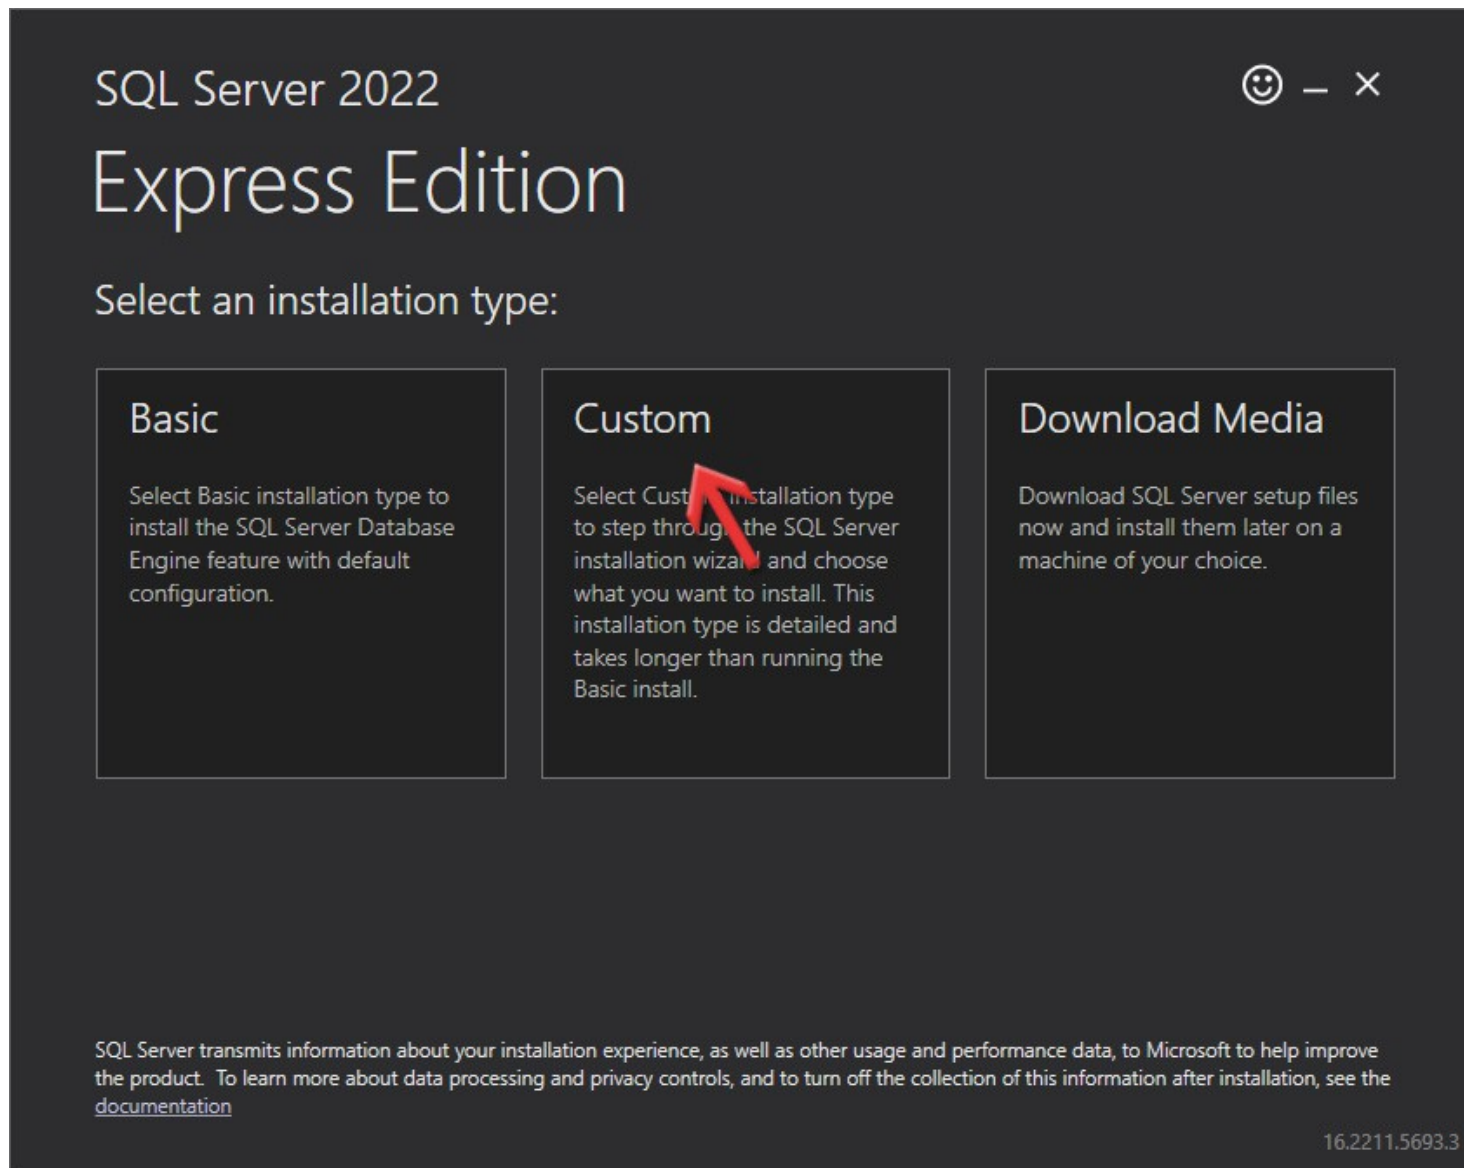 SQL Server 2022
Express Edition
Select an installation type:
Basic
Select Basic installation type to
install the SQL Server Database
Engine feature with default
configuration.
Custom
Select installation type
to step the SQL Server
installation and choose
what you want to install. This
installation type is detailed and
takes longer than running the
Basic install.
Download Media
Download SQL Server setup files
now and install them later on a
machine of your choice.
SQL Server transmits information about your installation experience, as well as other usage and performance data, to Microsoft to help improve
the product. To learn more about data processing and privacy controls, and to turn off the collection of this information after installation, see the
documentation
16.2211.5693.3